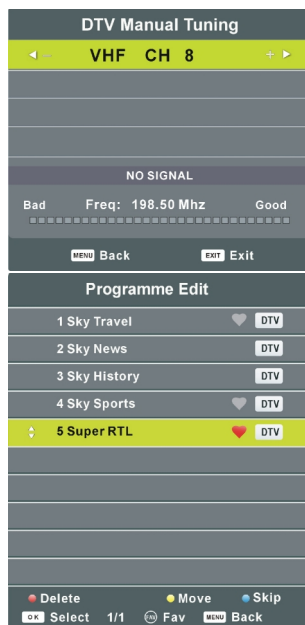 DTV Manual Tuning
VHF CH 8
NO SIGNAL
Bad Freq: 198.50 Mhz Good
MENU Back EXIT Exit
Programme Edit
1 Sky Travel DTV
2 Sky News DTV
3 Sky History DTV
4 Sky Sports DTV
5 Super RTL DTV
Delete Move Skip
OK Select 1/1 FAV Fav MENU Back